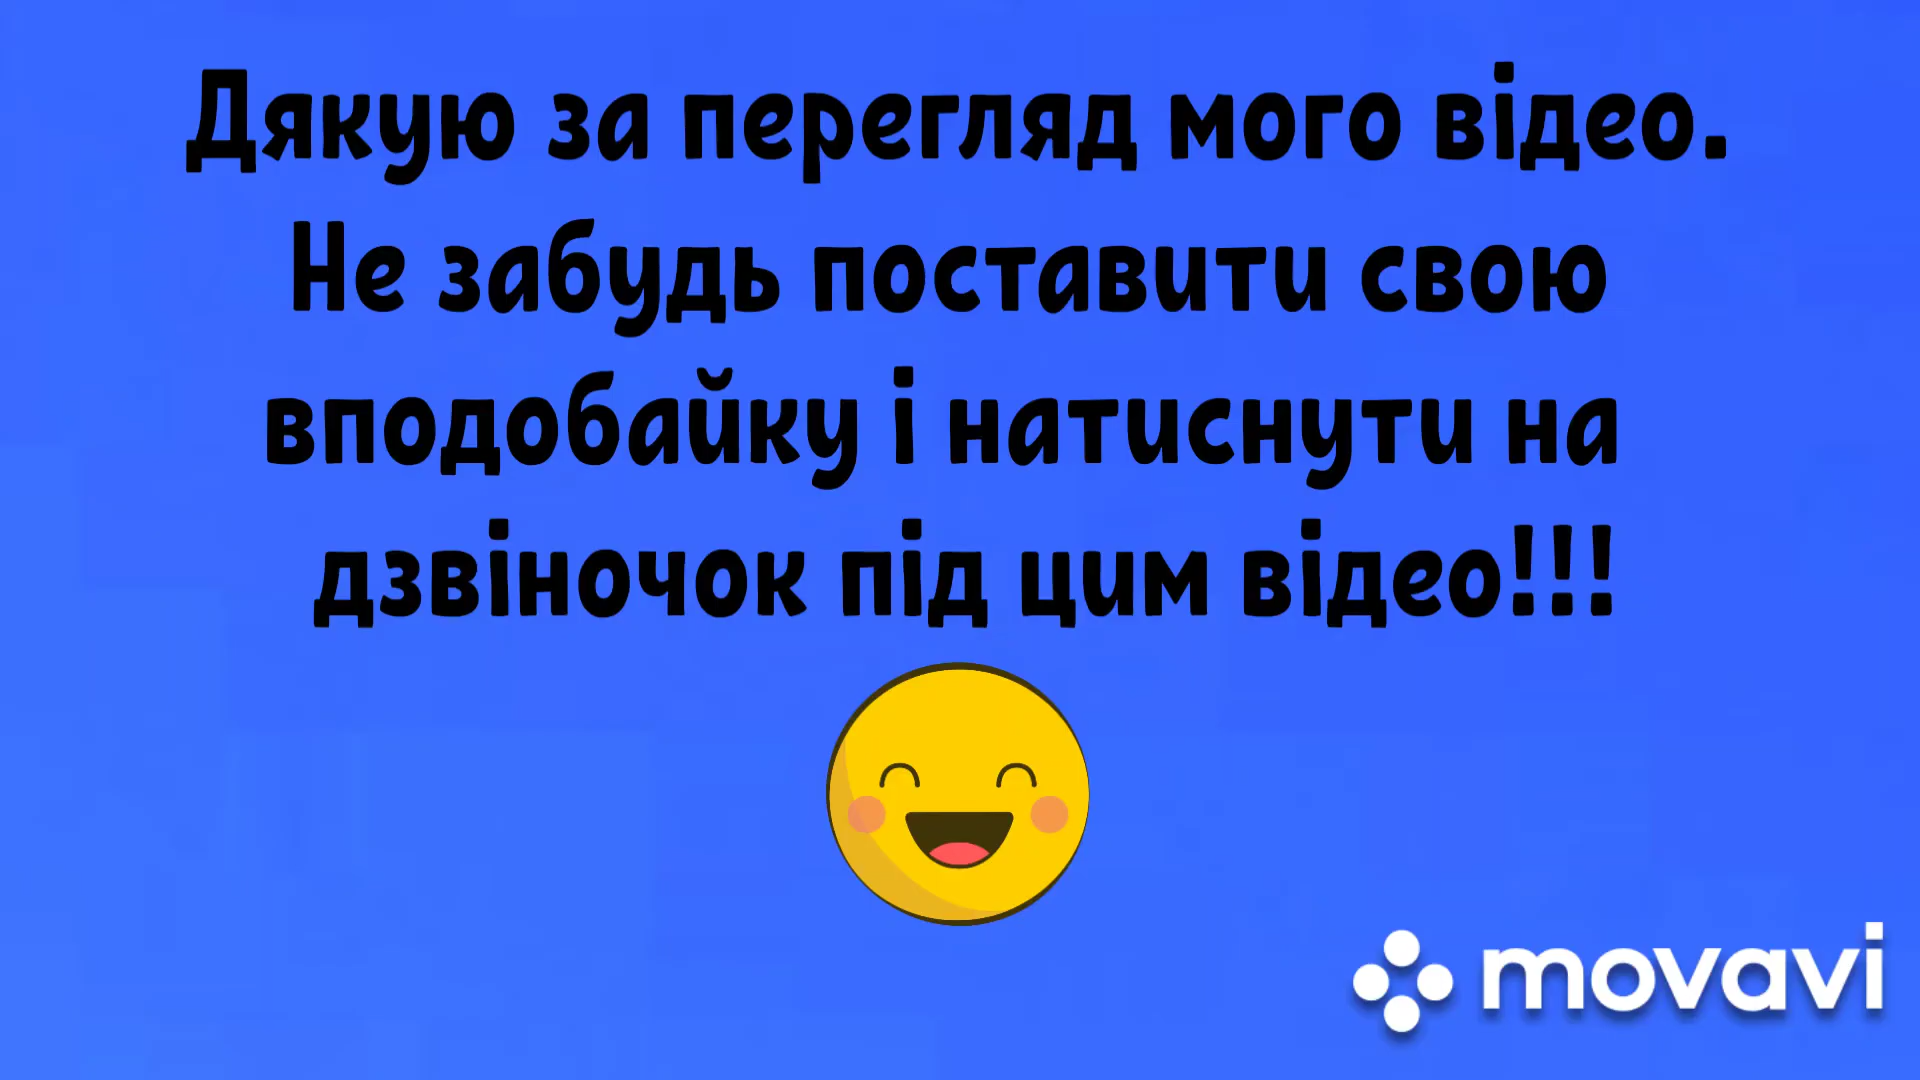 Дякую за перегляд мого відео.
Не забудь поставити свою
вподобайку і натиснути на
дзвіночок під цим відео!!!
movavi